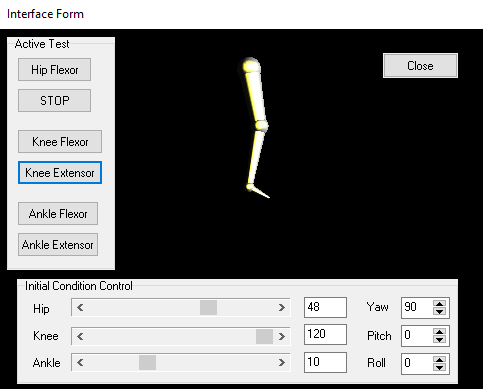 Interface Form
Active Test
Hip Flexor
STOP
Knee Flexor
Knee Extensor
Ankle Flexor
Ankle Extensor
Close
Initial Condition Control
Hip 48 Yaw 90
Knee 120 Pitch 0
Ankle 10 Roll 0